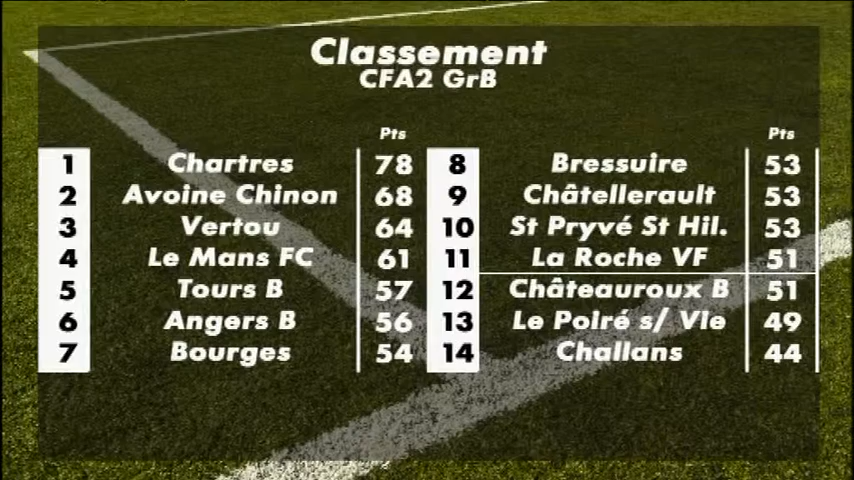 Classement
CFA2 GrB
Pts
1 Chartres 78
2 Avoine Chinon 68
3 Vertou 64
4 Le Mans FC 61
5 Tours B 57
6 Angers B 56
7 Bourges 54
Pts
8 Bressuire 53
9 Châtellerault 53
10 St Pryvé St Hil. 53
11 La Roche VF 51
12 Châteauroux B 51
13 Le Poiré s/ Vie 49
14 Challans 44